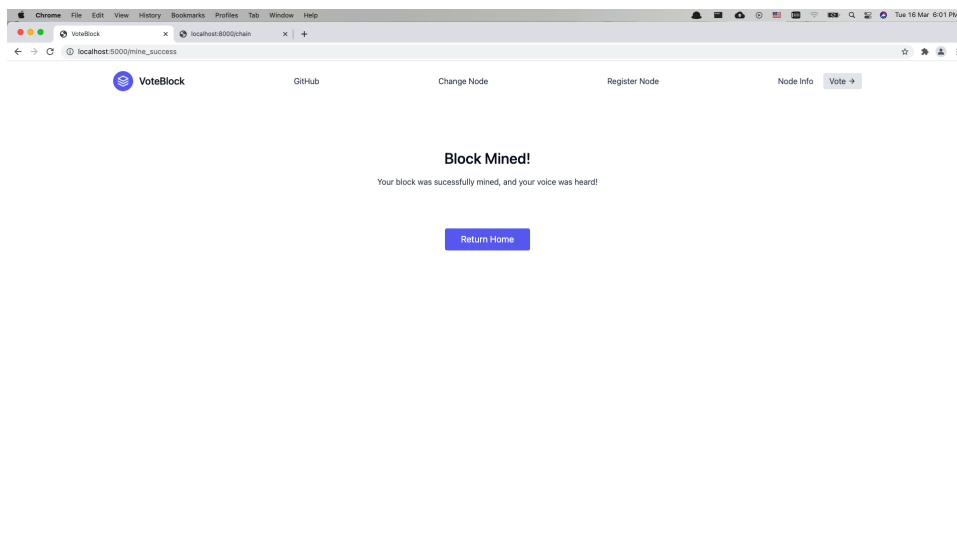 Chrome File Edit View History Bookmarks Profiles Tab Window Help Tue 16 Mar 6:01 PM
VoteBlock localhost:8000/chain
localhost:5000/mine_success
VoteBlock GitHub Change Node Register Node Node Info Vote →
Block Mined!
Your block was sucessfully mined, and your voice was heard!
Return Home